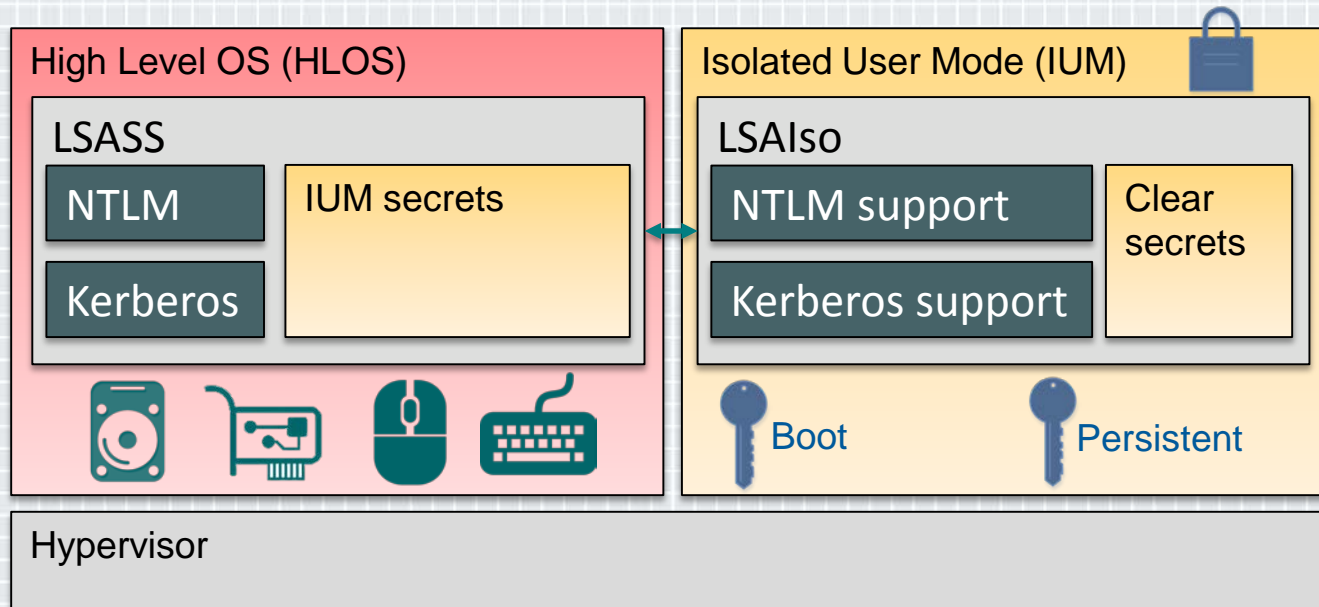 High Level OS (HLOS)
LSASS
NTLM
Kerberos
IUM secrets
Isolated User Mode (IUM)
LSAIso
NTLM support
Kerberos support
Clear
secrets
Boot
Persistent
Hypervisor